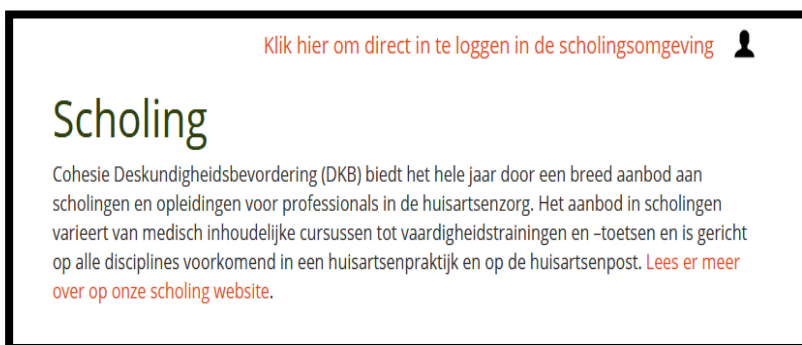 Klik hier om direct in te loggen in de scholingsomgeving
Scholing
Cohesie Deskundigheidsbevordering (DKB) biedt het hele jaar door een breed aanbod aan
scholingen en opleidingen voor professionals in de huisartsenzorg. Het aanbod in scholingen
varieert van medisch inhoudelijke cursussen tot vaardigheidstrainingen en –toetsen en is gericht
op alle disciplines voorkomend in een huisartsenpraktijk en op de huisartsenpost. Lees er meer
over op onze scholing website.